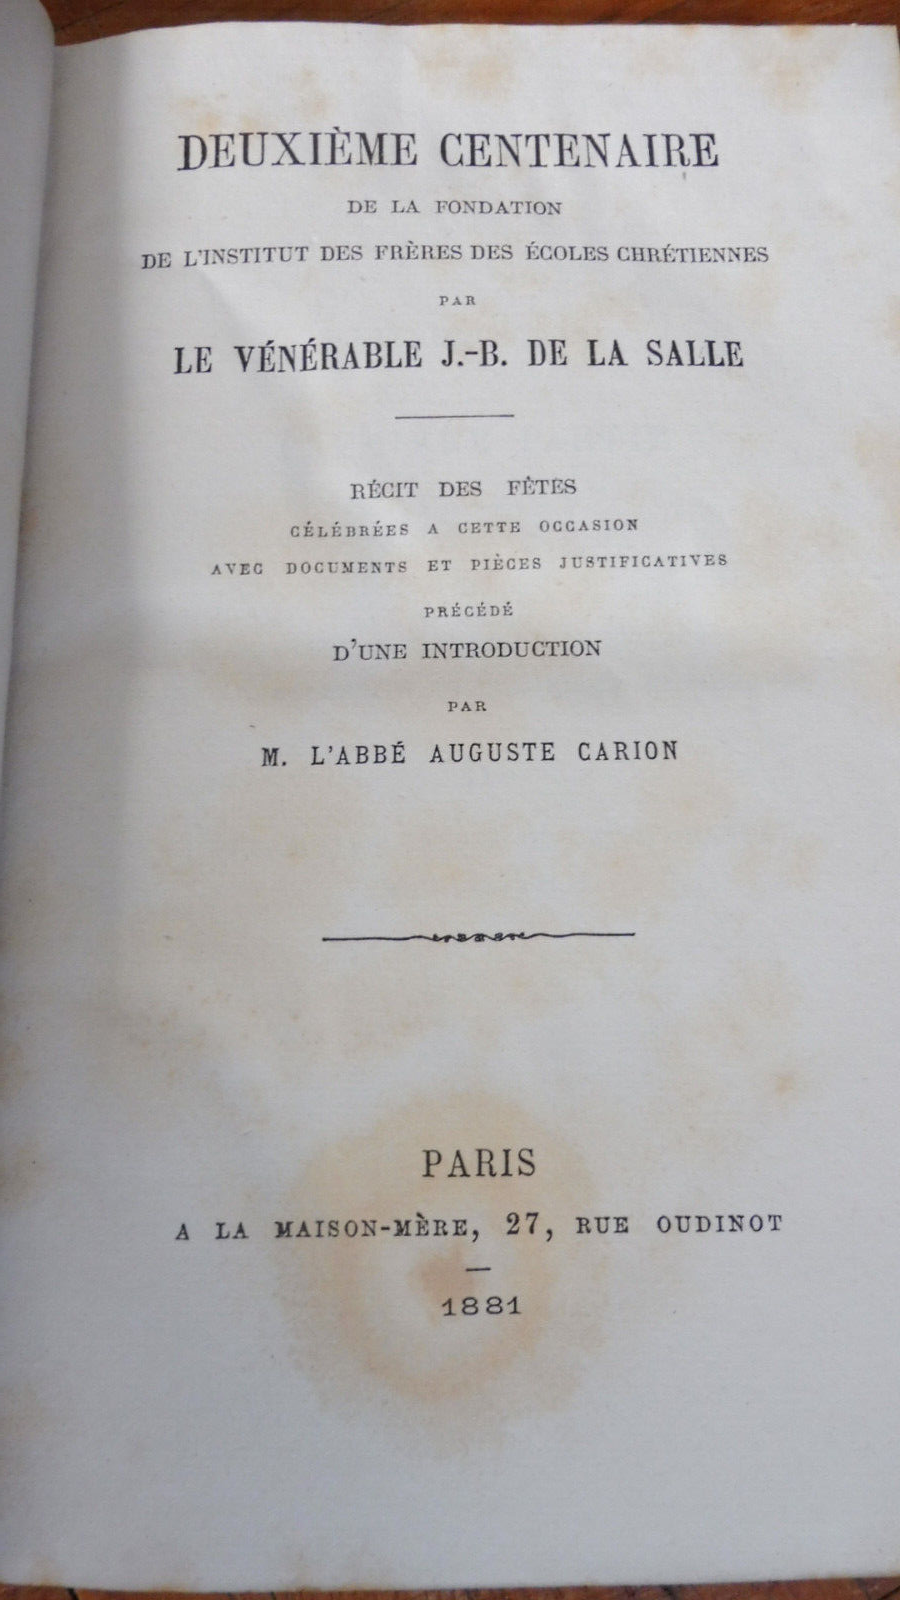 DEUXIÈME CENTENAIRE
DE LA FONDATION
DE L'INSTITUT DES FRÈRES DES ÉCOLES CHRÉTIENNES
PAR
LE VÉNÉRABLE J.-B. DE LA SALLE
RÉCIT DES FÊTES
CÉLÉBRÉES A CETTE OCCASION
AVEC DOCUMENTS ET PIÈCES JUSTIFICATIVES
PRÉCÉDÉ
D'UNE INTRODUCTION
PAR
M. L'ABBÉ AUGUSTE CARION
PARIS
A LA MAISON-MÈRE, 27, RUE OUDINOT
—
1881